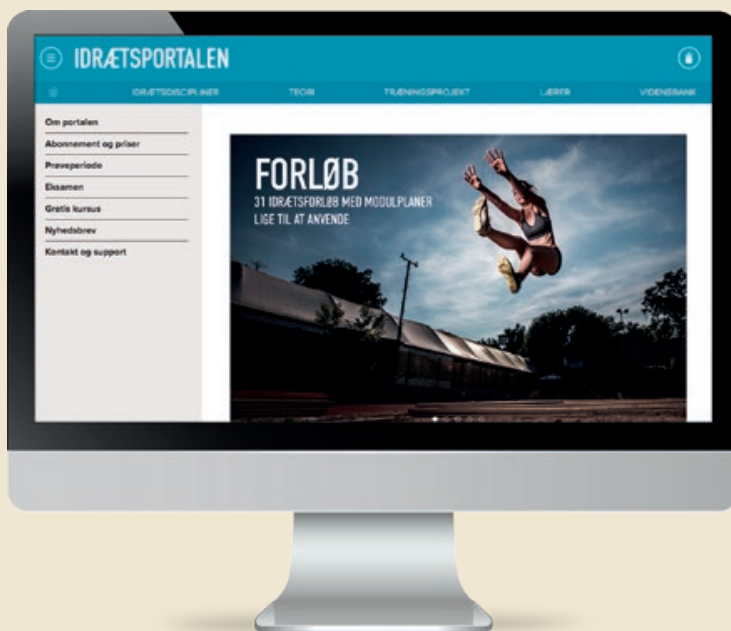 IDRÆTSPORTALEN
IDRÆTSDISCIPLINER TEORI TRÆNINGSPROJEKT LÆRER VIDENSBANK
Om portalen
Abonnement og priser
Prøveperiode
Eksamen
Gratis kursus
Nyhedsbrev
Kontakt og support
FORLØB
31 IDRÆTSFORLØB MED MODULPLANER
LIGE TIL AT ANVENDE